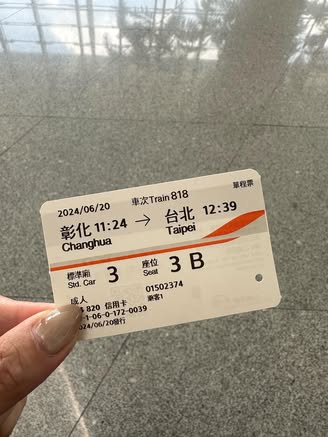 單程票
2024/06/20 車次Train 818
彰化 11:24 → 台北 12:39
Changhua Taipei
標準廂 3 座位 3 B
Std. Car Seat
01502374
成人 乘客1
820 信用卡
1-06-0-172-0039
024/06/20發行